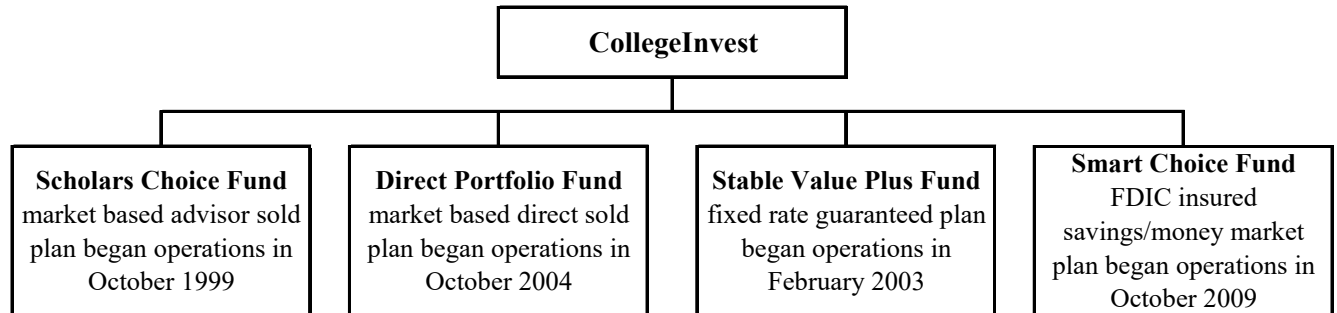 CollegeInvest
Scholars Choice Fund
market based advisor sold
plan began operations in
October 1999
Direct Portfolio Fund
market based direct sold
plan began operations in
October 2004
Stable Value Plus Fund
fixed rate guaranteed plan
began operations in
February 2003
Smart Choice Fund
FDIC insured
savings/money market
plan began operations in
October 2009